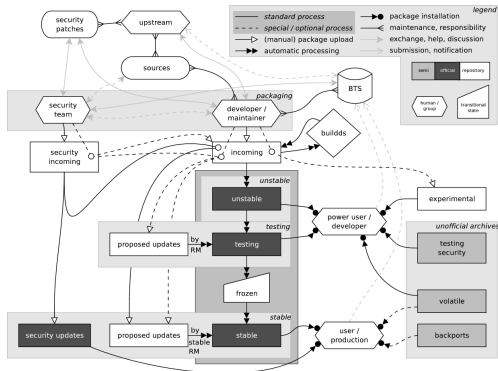 legend
standard process
special / optional process
(manual) package upload
automatic processing
package installation
maintenance, responsibility
exchange, help, discussion
submission, notification
semi
official
repository
human /
group
transitional
state
security
patches
upstream
sources
BTS
packaging
security
team
developer /
maintainer
security
incoming
incoming
buildds
unstable
unstable
experimental
power user /
developer
testing
proposed updates
by
RM
testing
unofficial archives
testing
security
frozen
volatile
stable
security updates
proposed updates
by
stable
RM
stable
user /
production
backports